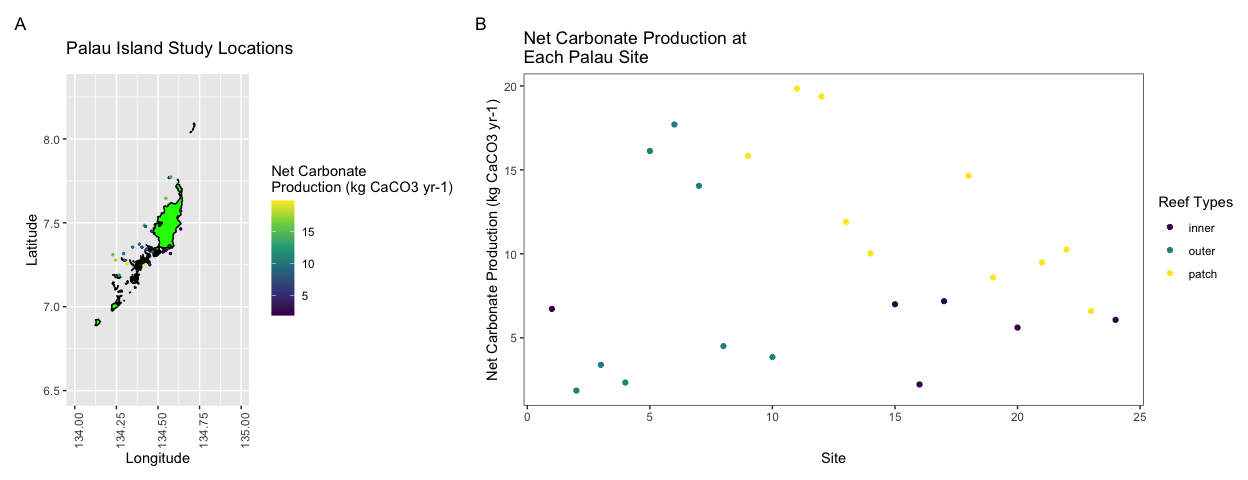 A
Palau Island Study Locations
8.0
7.5
7.0
6.5
Latitude
134.00
134.25
134.50
134.75
135.00
Longitude
Net Carbonate
Production (kg CaCO3 yr-1)
15
10
5
B
Net Carbonate Production at
Each Palau Site
Net Carbonate Production (kg CaCO3 yr-1)
20
15
10
5
0
5
10
15
20
25
Site
Reef Types
inner
outer
patch